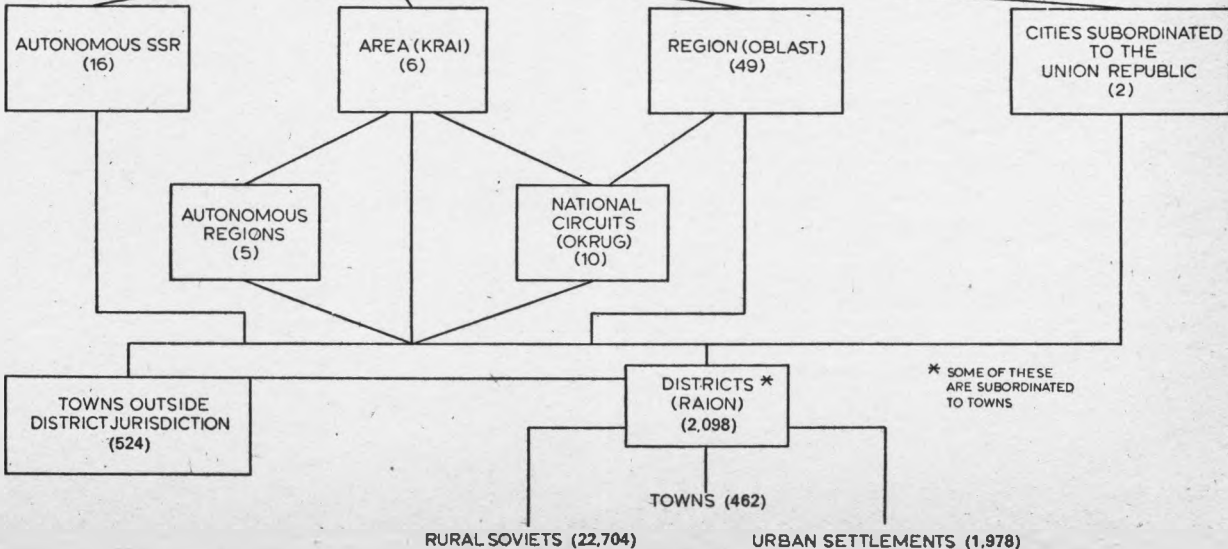 AUTONOMOUS SSR
(16)
AREA (KRAI)
(6)
REGION (OBLAST)
(49)
CITIES SUBORDINATED
TO THE
UNION REPUBLIC
(2)
AUTONOMOUS
REGIONS
(5)
NATIONAL
CIRCUITS
(OKRUG)
(10)
TOWNS OUTSIDE
DISTRICT JURISDICTION
(524)
DISTRICTS *
(RAION)
(2,098)
* SOME OF THESE
ARE SUBORDINATED
TO TOWNS
TOWNS (462)
RURAL SOVIETS (22,704)
URBAN SETTLEMENTS (1,978)